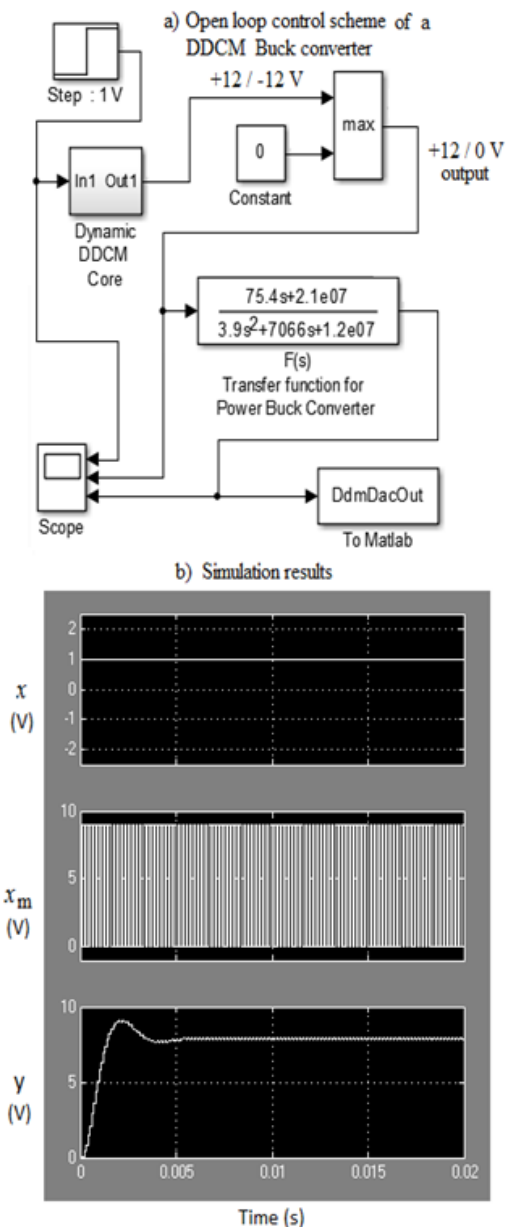 a) Open loop control scheme of a
DDCM Buck converter
Step : 1 V
+12 / -12 V
max
+12 / 0 V
output
In1 Out1
Dynamic
DDCM
Core
0
Constant
75.4s+2.1e07
3.9s²+7066s+1.2e07
F(s)
Transfer function for
Power Buck Converter
Scope
DdmDacOut
To Matlab
b) Simulation results
x
(V)
2
1
0
-1
-2
xm
(V)
10
5
0
y
(V)
10
5
0
0 0.005 0.01 0.015 0.02
Time (s)